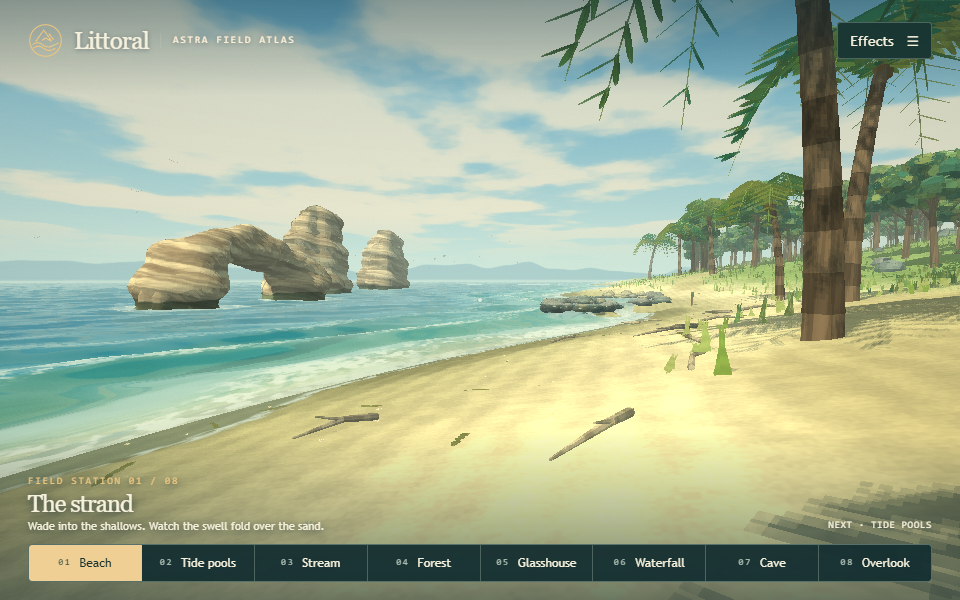 Littoral
ASTRA FIELD ATLAS
Effects
FIELD STATION 01 / 08
The strand
Wade into the shallows. Watch the swell fold over the sand.
NEXT · TIDE POOLS
01 Beach
02 Tide pools
03 Stream
04 Forest
05 Glasshouse
06 Waterfall
07 Cave
08 Overlook